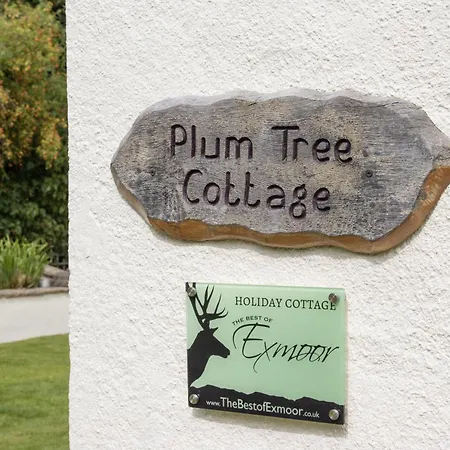 Plum Tree
Cottage
HOLIDAY COTTAGE
THE BEST OF
Exmoor
www.TheBestofExmoor.co.uk